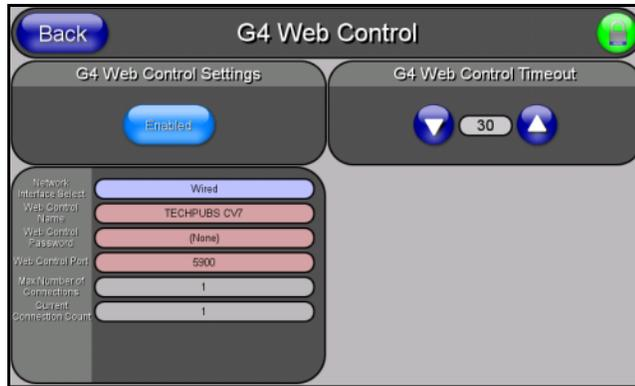 Back
G4 Web Control
G4 Web Control Settings
Enabled
G4 Web Control Timeout
30
Network
Interface Select
Wired
Web Control
Name
TECHPUBS CV7
Web Control
Password
(None)
Web Control Port
5900
Max Number of
Connections
1
Current
Connection Count
1